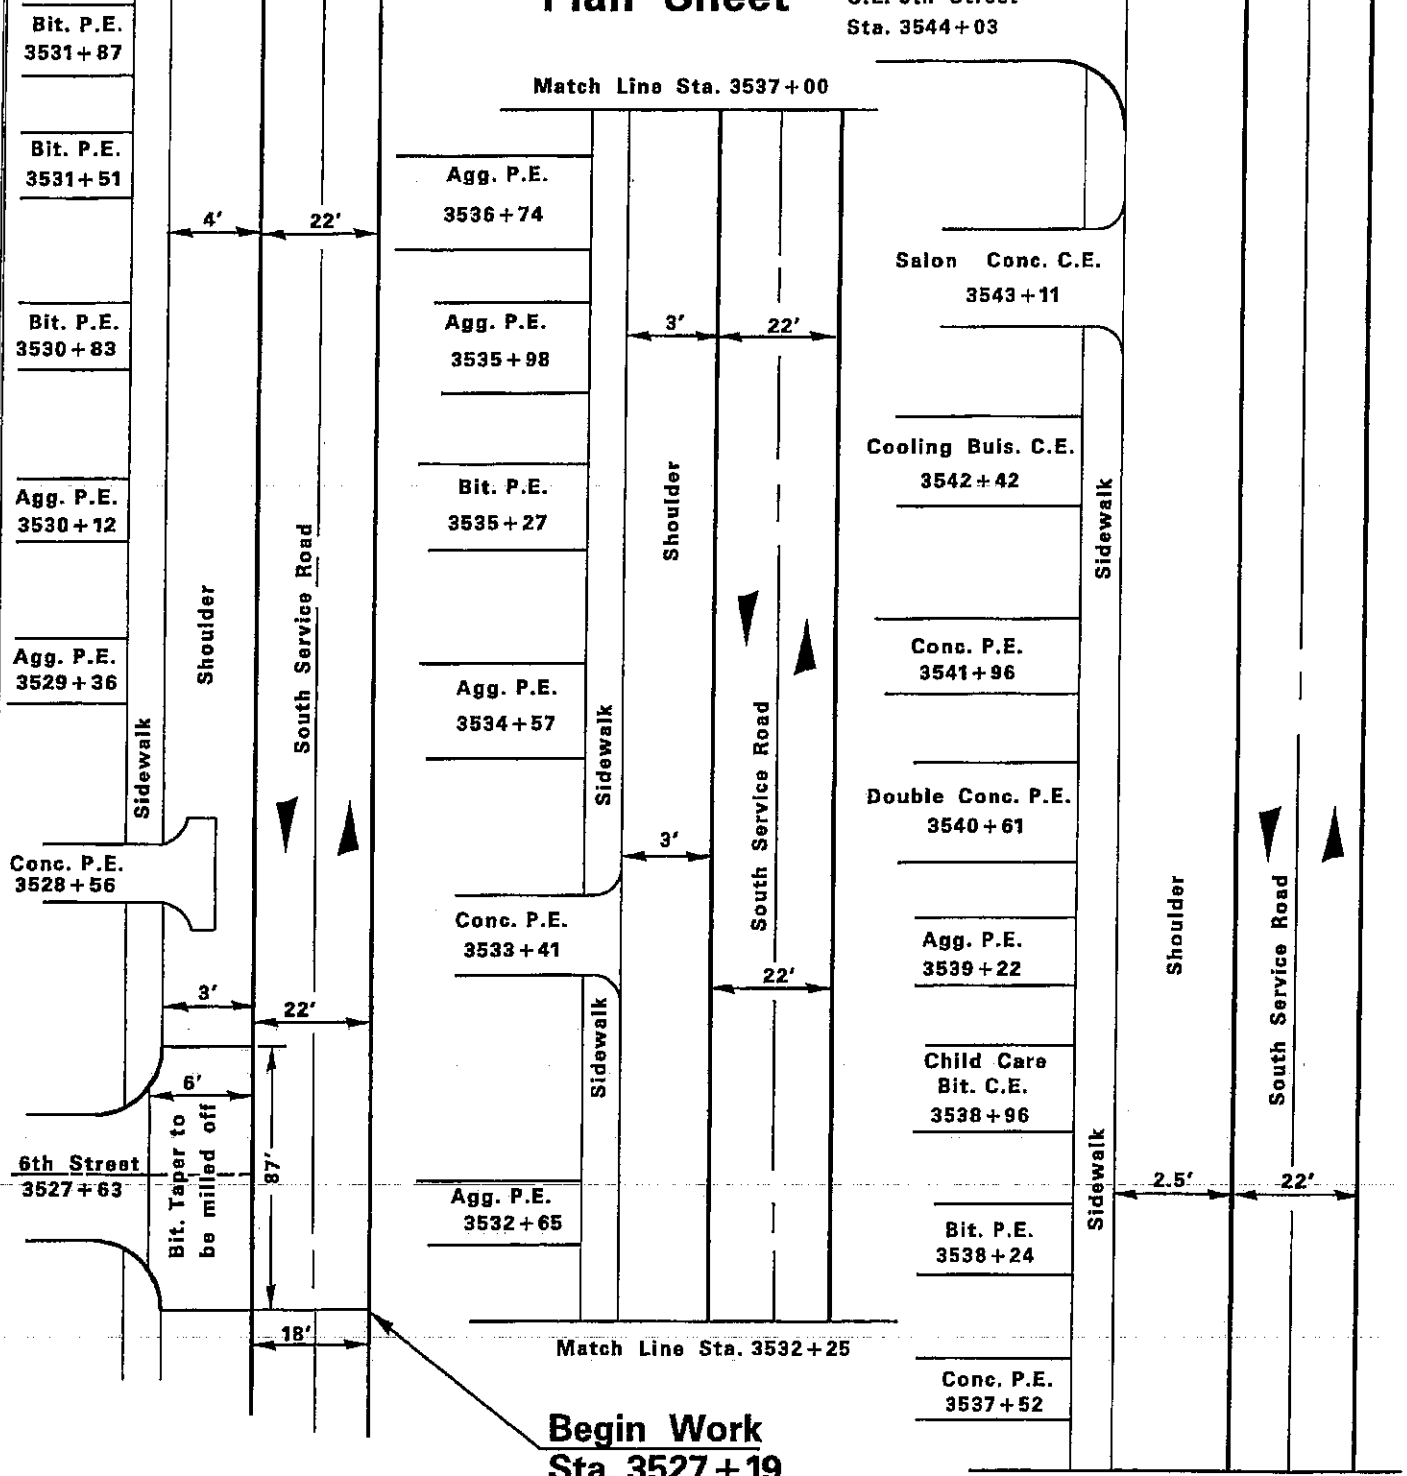 Plan Sheet
Sta. 3544+03
Bit. P.E.
3531+87
Bit. P.E.
3531+51
4'
22'
Bit. P.E.
3530+83
Agg. P.E.
3530+12
Shoulder
South Service Road
Agg. P.E.
3529+36
Sidewalk
Conc. P.E.
3528+56
3'
22'
6'
Bit. Taper to
be milled off
87'
6th Street
3527+63
18'
Begin Work
Sta 3527+19
Match Line Sta. 3537+00
Agg. P.E.
3536+74
Agg. P.E.
3535+98
3'
22'
Bit. P.E.
3535+27
Shoulder
Agg. P.E.
3534+57
Sidewalk
South Service Road
3'
Conc. P.E.
3533+41
22'
Sidewalk
Agg. P.E.
3532+65
Match Line Sta. 3532+25
Salon Conc. C.E.
3543+11
Cooling Buis. C.E.
3542+42
Sidewalk
Conc. P.E.
3541+96
Double Conc. P.E.
3540+61
Shoulder
South Service Road
Agg. P.E.
3539+22
Child Care
Bit. C.E.
3538+96
Sidewalk
2.5'
22'
Bit. P.E.
3538+24
Conc. P.E.
3537+52